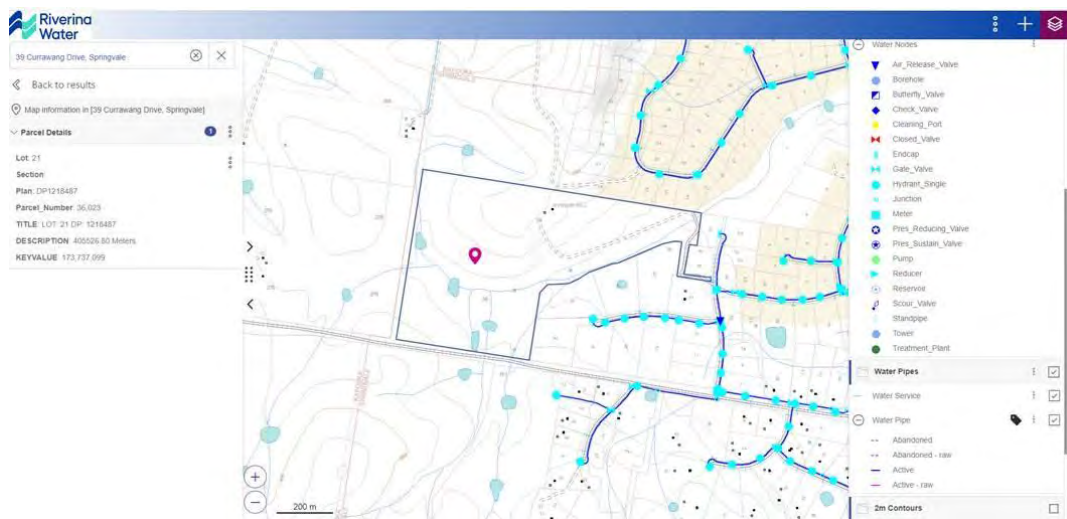 Riverina
Water
39 Currawang Drive, Springvale
Back to results
Map information in [39 Currawang Drive, Springvale]
Parcel Details
1
Lot: 21
Section:
Plan: DP1218487
Parcel_Number: 36,023
TITLE: LOT: 21 DP: 1218487
DESCRIPTION: 405526.80 Meters
KEYVALUE: 173,737,099
200 m
Water Nodes
Air_Release_Valve
Borehole
Butterfly_Valve
Check_Valve
Cleaning_Port
Closed_Valve
Endcap
Gate_Valve
Hydrant_Single
Junction
Meter
Pres_Reducing_Valve
Pres_Sustain_Valve
Pump
Reducer
Reservoir
Scour_Valve
Standpipe
Tower
Treatment_Plant
Water Pipes
Water Service
Water Pipe
Abandoned
Abandoned - raw
Active
Active - raw
2m Contours